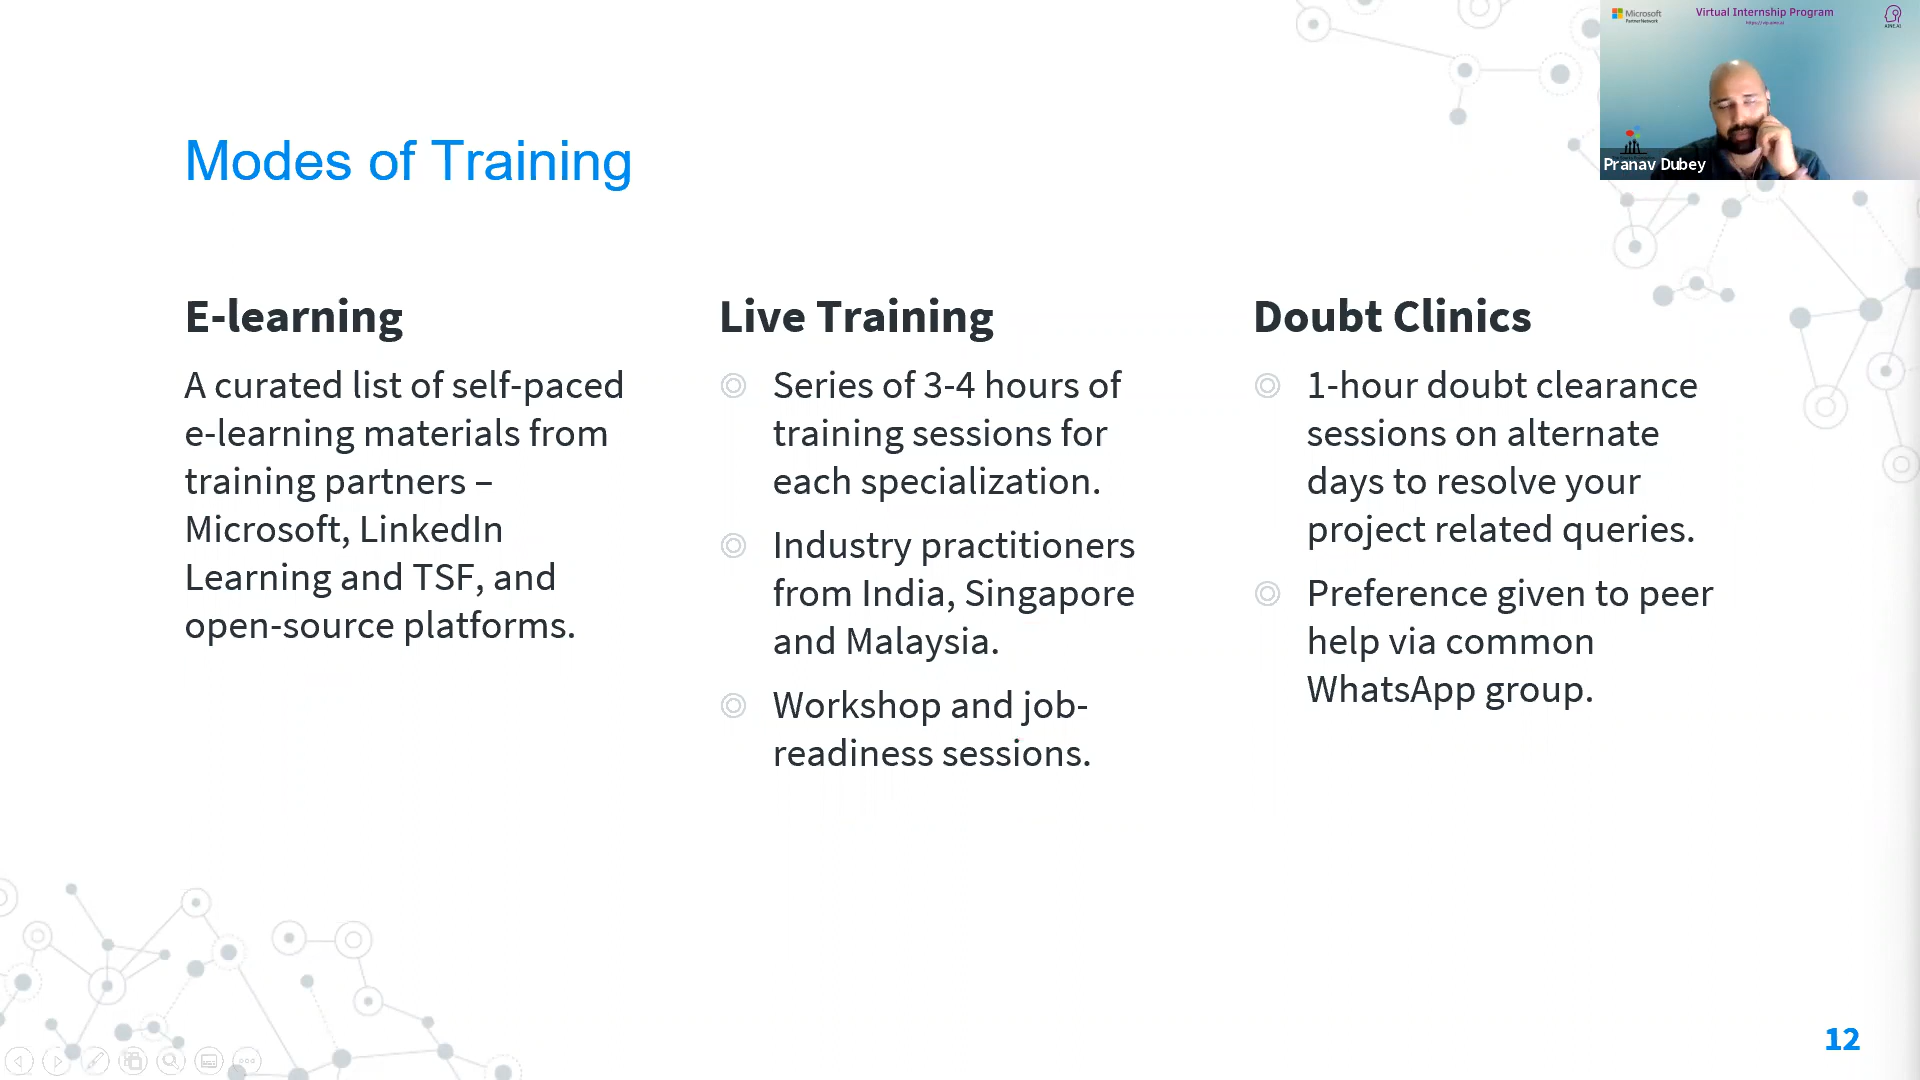 Microsoft
Partner Network
Virtual Internship Program
Pranav Dubey
Modes of Training
E-learning
A curated list of self-paced
e-learning materials from
training partners –
Microsoft, LinkedIn
Learning and TSF, and
open-source platforms.
Live Training
Series of 3-4 hours of
training sessions for
each specialization.
Industry practitioners
from India, Singapore
and Malaysia.
Workshop and job-
readiness sessions.
Doubt Clinics
1-hour doubt clearance
sessions on alternate
days to resolve your
project related queries.
Preference given to peer
help via common
WhatsApp group.
12